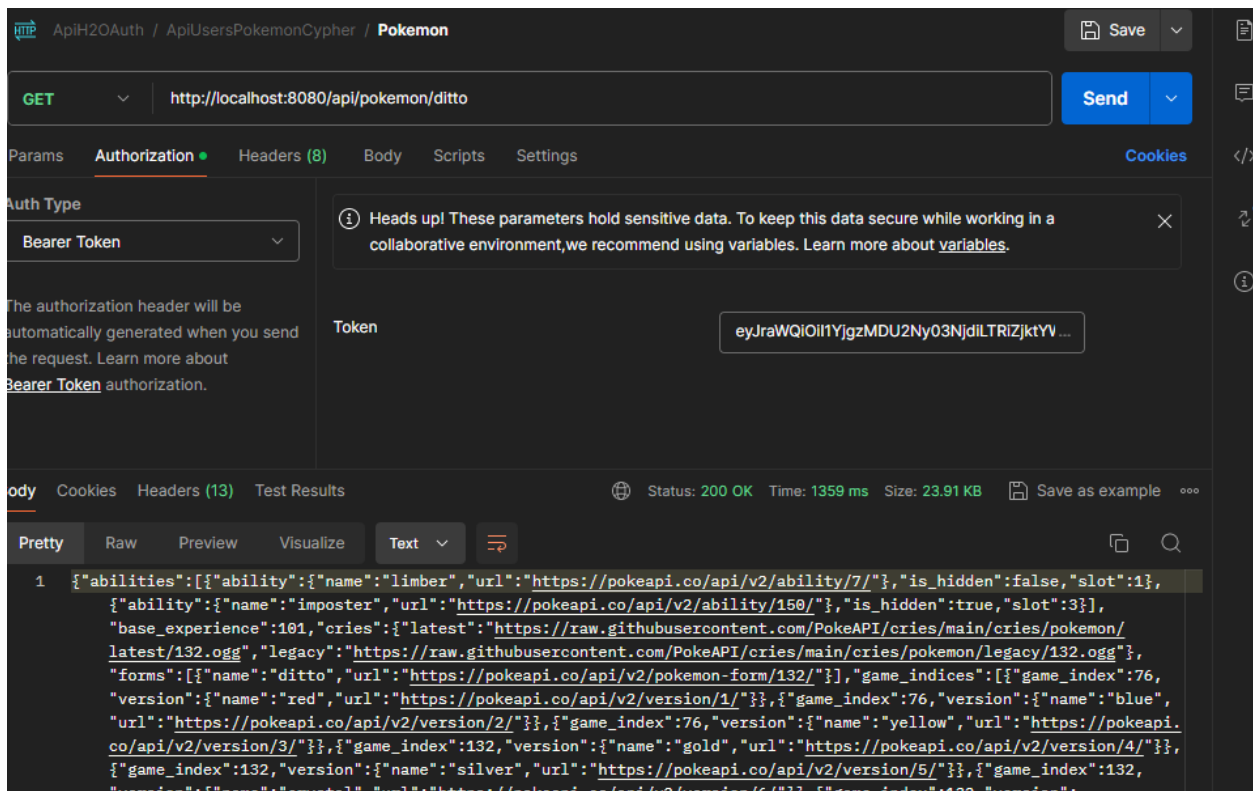 HTTP ApiH2OAuth / ApiUsersPokemonCypher / Pokemon
Save
GET http://localhost:8080/api/pokemon/ditto
Send
Params Authorization Headers (8) Body Scripts Settings Cookies
Auth Type
Bearer Token
The authorization header will be
automatically generated when you send
the request. Learn more about
Bearer Token authorization.
Heads up! These parameters hold sensitive data. To keep this data secure while working in a
collaborative environment,we recommend using variables. Learn more about variables.
Token
eyJraWQiOiI1YjgzMDU2Ny03NjdiLTRiZjktYV...
ody Cookies Headers (13) Test Results Status: 200 OK Time: 1359 ms Size: 23.91 KB Save as example
Pretty Raw Preview Visualize Text
1 {"abilities":[{"ability":{"name":"limber","url":"https://pokeapi.co/api/v2/ability/7/"},"is_hidden":false,"slot":1},
{"ability":{"name":"imposter","url":"https://pokeapi.co/api/v2/ability/150/"},"is_hidden":true,"slot":3}],
"base_experience":101,"cries":{"latest":"https://raw.githubusercontent.com/PokeAPI/cries/main/cries/pokemon/
latest/132.ogg","legacy":"https://raw.githubusercontent.com/PokeAPI/cries/main/cries/pokemon/legacy/132.ogg"},
"forms":[{"name":"ditto","url":"https://pokeapi.co/api/v2/pokemon-form/132/"}],"game_indices":[{"game_index":76,
"version":{"name":"red","url":"https://pokeapi.co/api/v2/version/1/"}},{"game_index":76,"version":{"name":"blue",
"url":"https://pokeapi.co/api/v2/version/2/"}},{"game_index":76,"version":{"name":"yellow","url":"https://pokeapi.
co/api/v2/version/3/"}},{"game_index":132,"version":{"name":"gold","url":"https://pokeapi.co/api/v2/version/4/"}},
{"game_index":132,"version":{"name":"silver","url":"https://pokeapi.co/api/v2/version/5/"}},{"game_index":132,